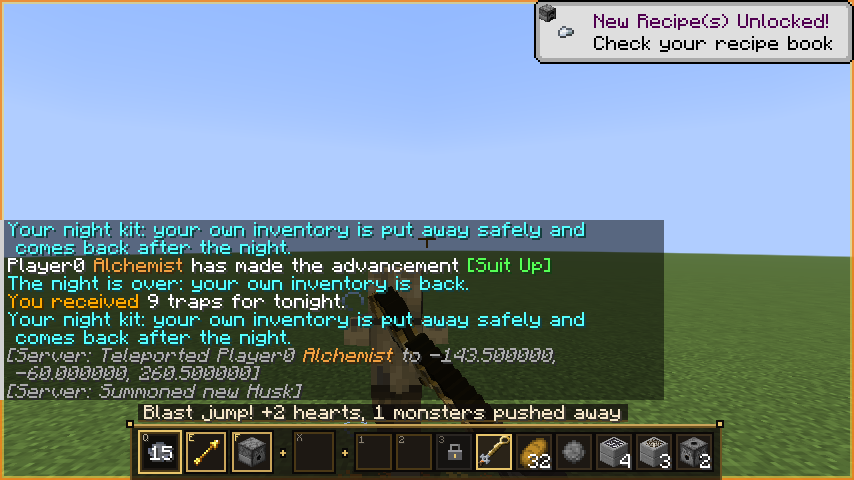 New Recipe(s) Unlocked!
Check your recipe book
Your night kit: your own inventory is put away safely and
comes back after the night.
Player0 Alchemist has made the advancement [Suit Up]
The night is over: your own inventory is back.
You received 9 traps for tonight.
Your night kit: your own inventory is put away safely and
comes back after the night.
[Server: Teleported Player0 Alchemist to -143.500000,
-60.000000, 260.500000]
[Server: Summoned new Husk]
Blast jump! +2 hearts, 1 monsters pushed away
Q E F + X + 1 2 3
15 32 4 3 2